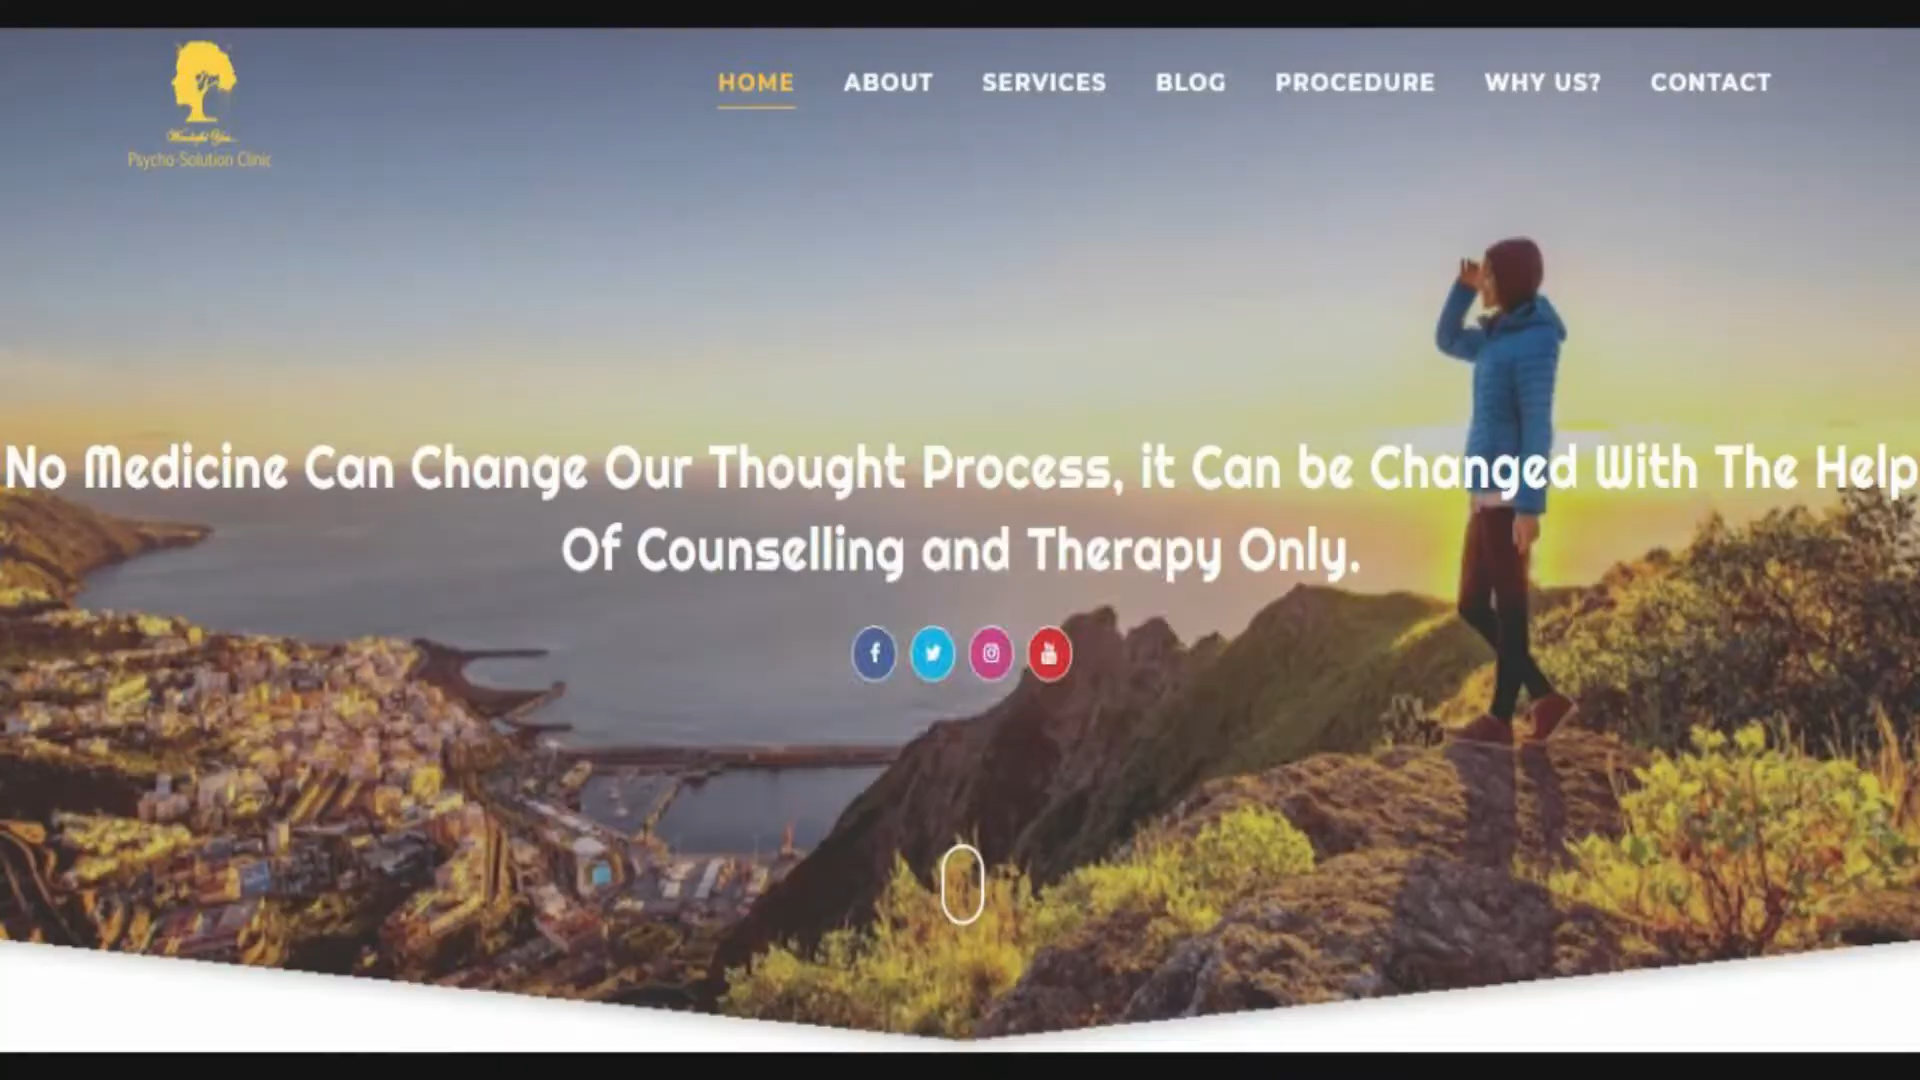 HOME ABOUT SERVICES BLOG PROCEDURE WHY US? CONTACT
Psycho-Solution Clinic
No Medicine Can Change Our Thought Process, it Can be Changed With The Help
Of Counselling and Therapy Only.